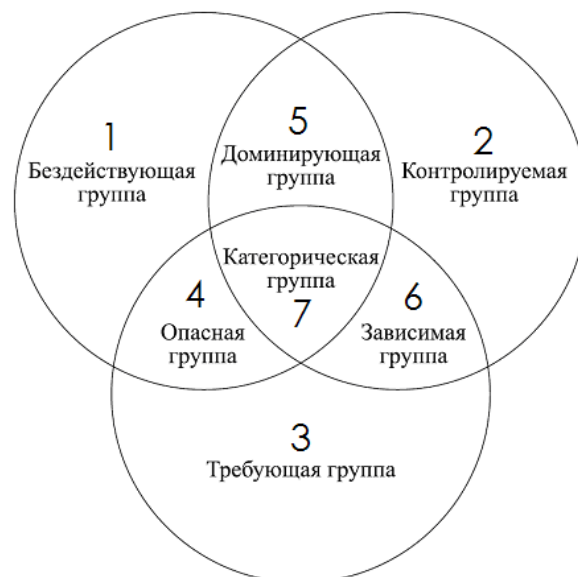 1
Бездействующая
группа
5
Доминирующая
группа
2
Контролируемая
группа
Категорическая
группа
7
4
Опасная
группа
6
Зависимая
группа
3
Требующая группа